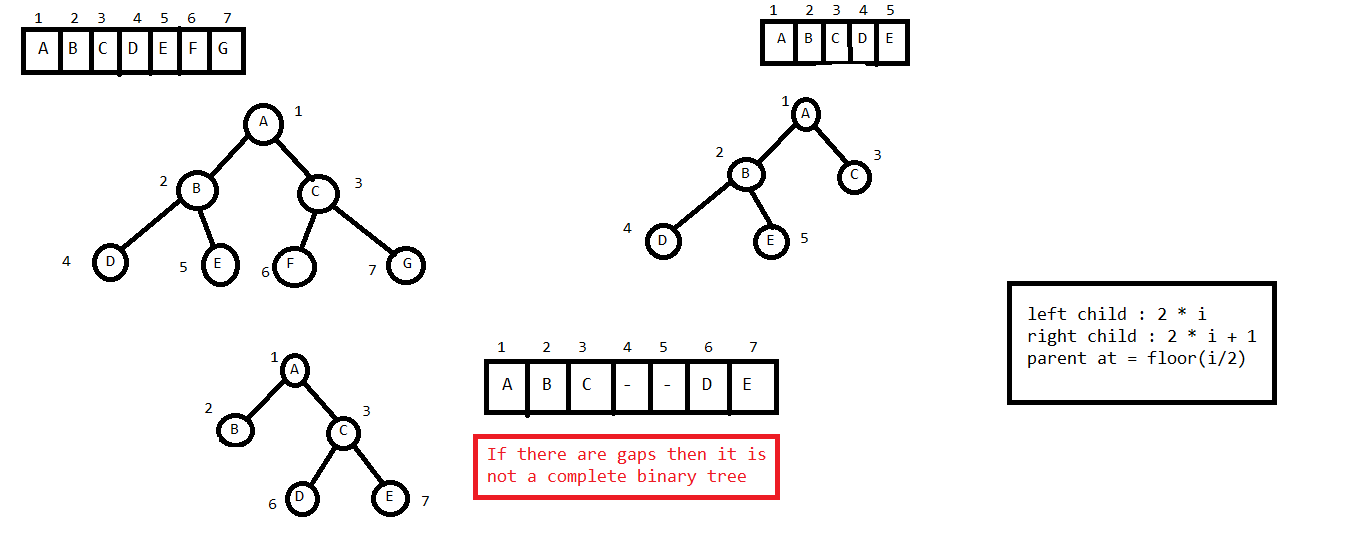 1 2 3 4 5 6 7
A B C D E F G
A 1
2 B C 3
4 D 5 E 6 F 7 G
1 2 3 4 5
A B C D E
1 A
2 B C 3
4 D E 5
1 A
2 B C 3
6 D E 7
1 2 3 4 5 6 7
A B C - - D E
If there are gaps then it is
not a complete binary tree
left child : 2 * i
right child : 2 * i + 1
parent at = floor(i/2)